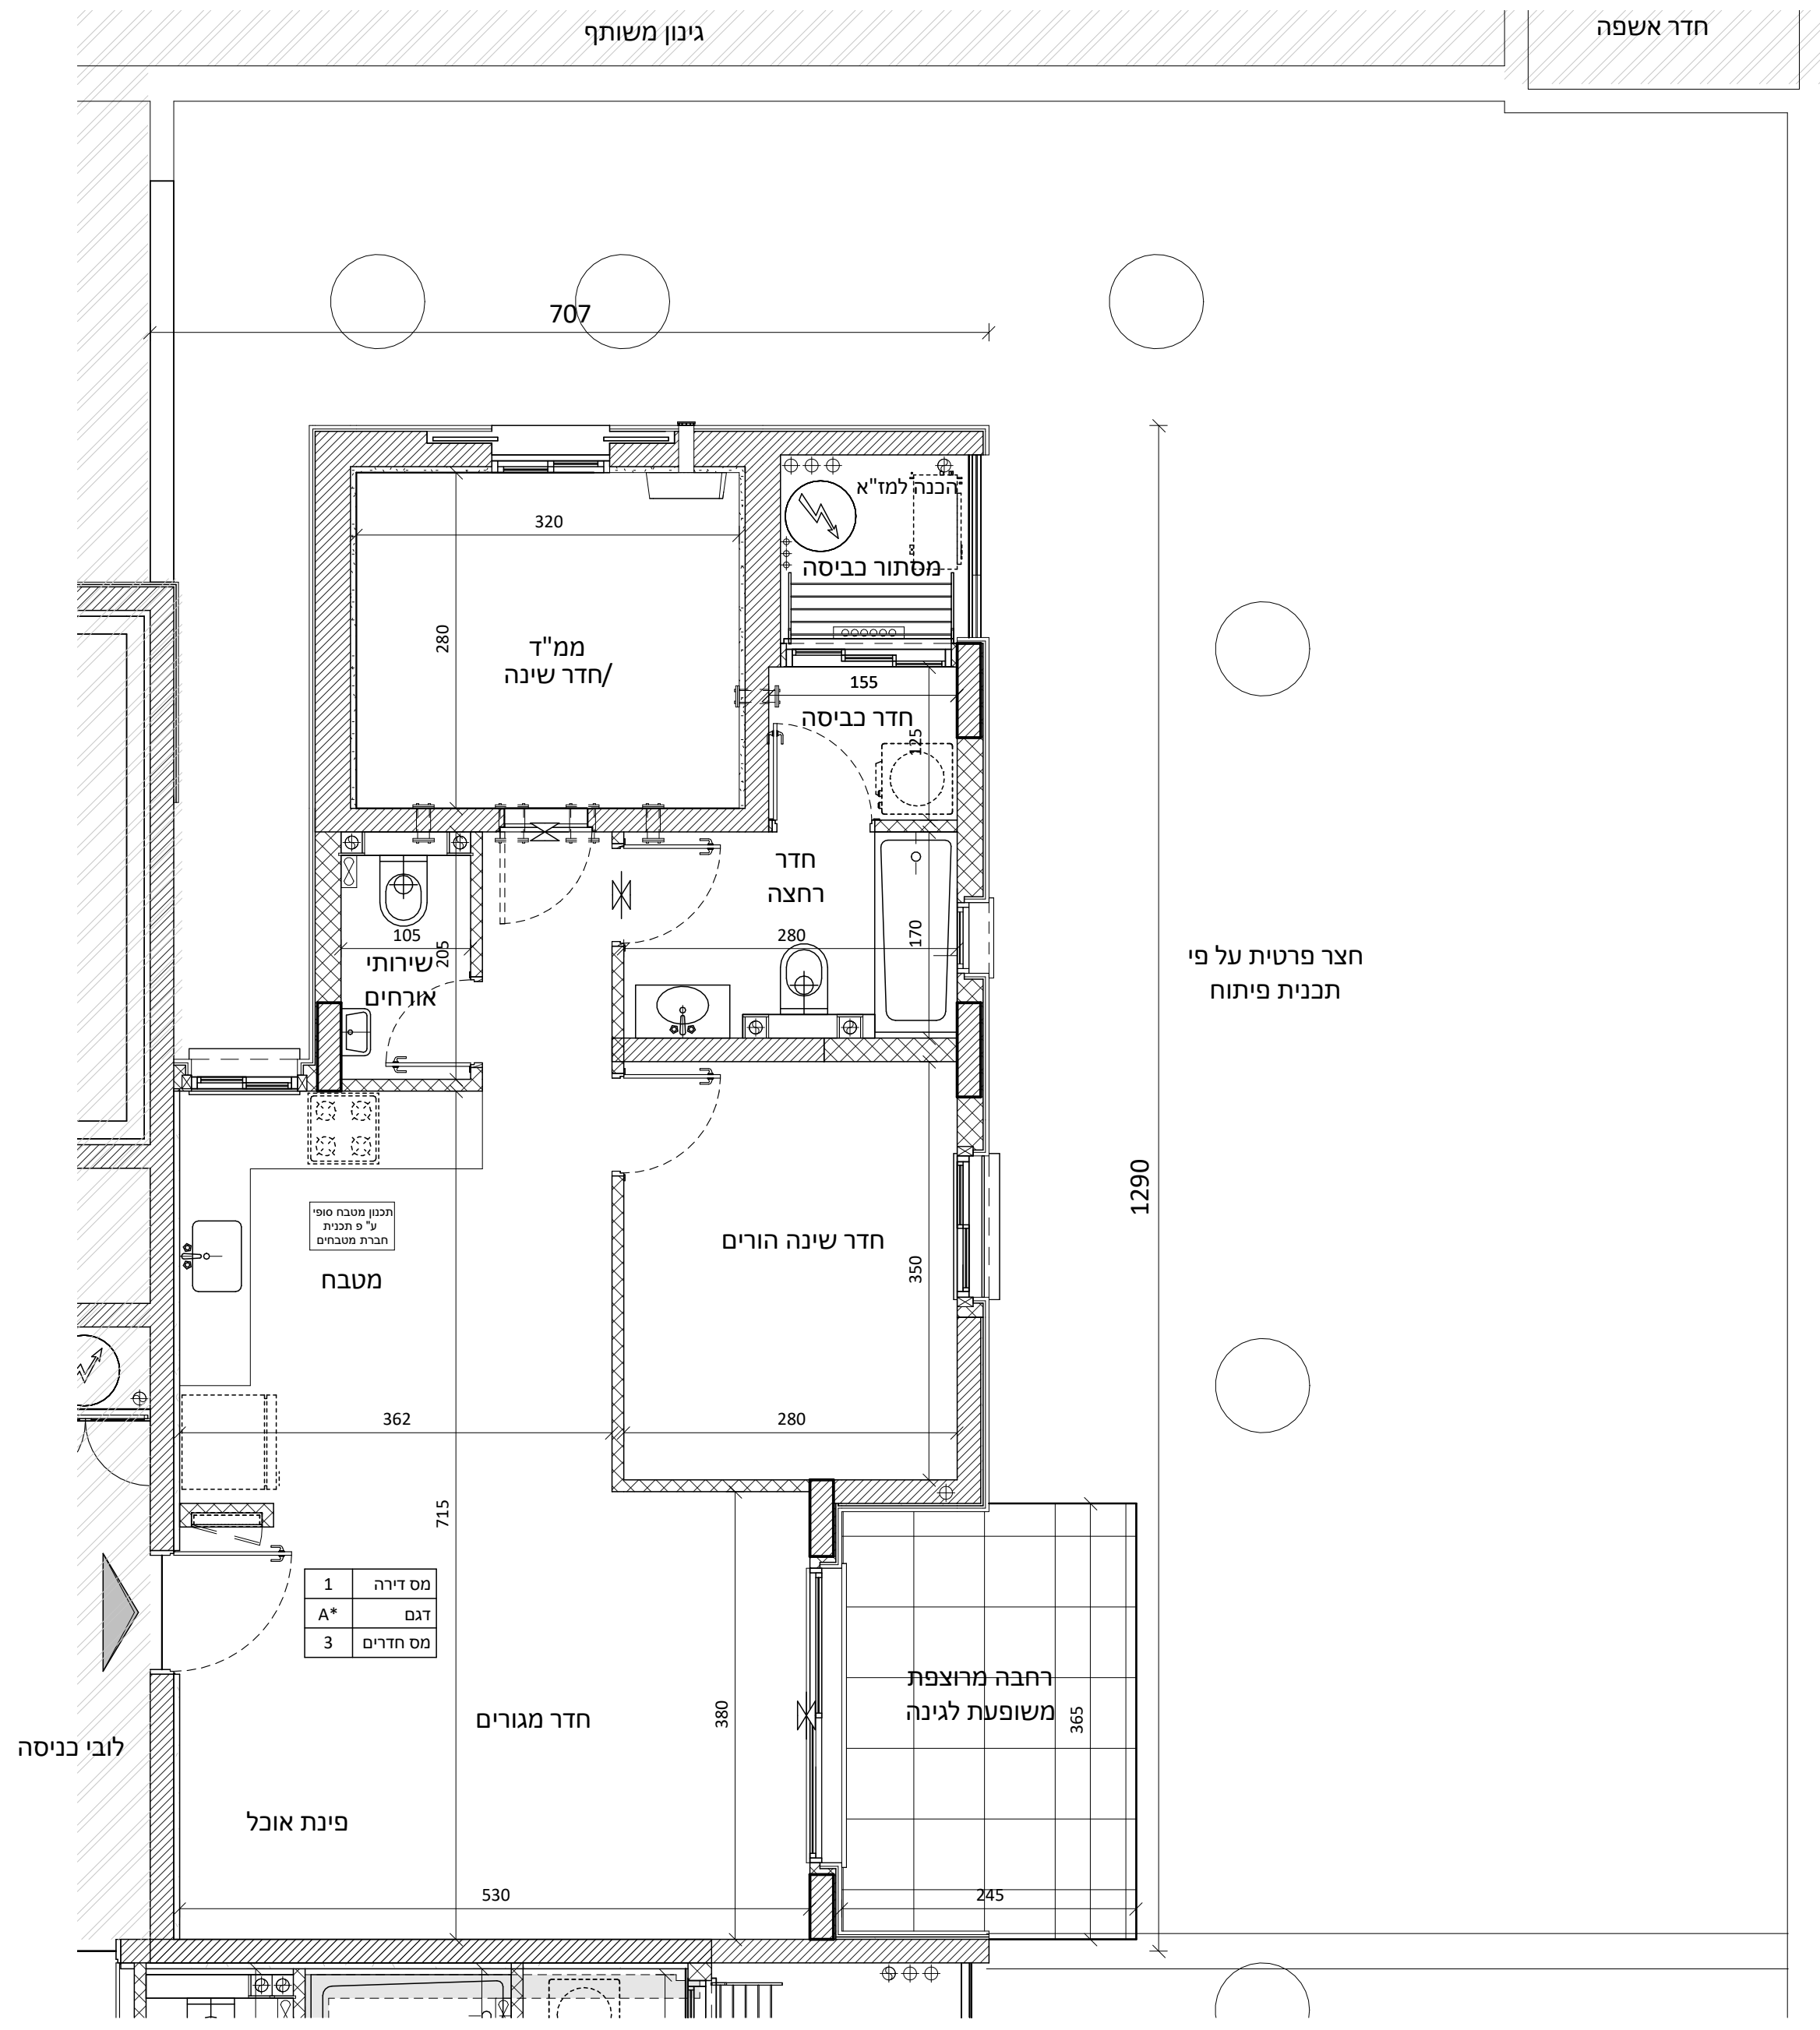 גינון משותף
חדר אשפה
707
הכנה למז"א
320
מסתור כביסה
280
ממ"ד
/חדר שינה
155
חדר כביסה
125
חדר
רחצה
105
205
280
170
שירותי
אורחים
חצר פרטית על פי
תכנית פיתוח
1290
תכנון מטבח סופי
ע" פ תכנית
חברת מטבחים
מטבח
חדר שינה הורים
350
362
280
715
מס דירה 1
דגם A*
מס חדרים 3
רחבה מרוצפת
משופעת לגינה
365
חדר מגורים
380
לובי כניסה
פינת אוכל
530
245